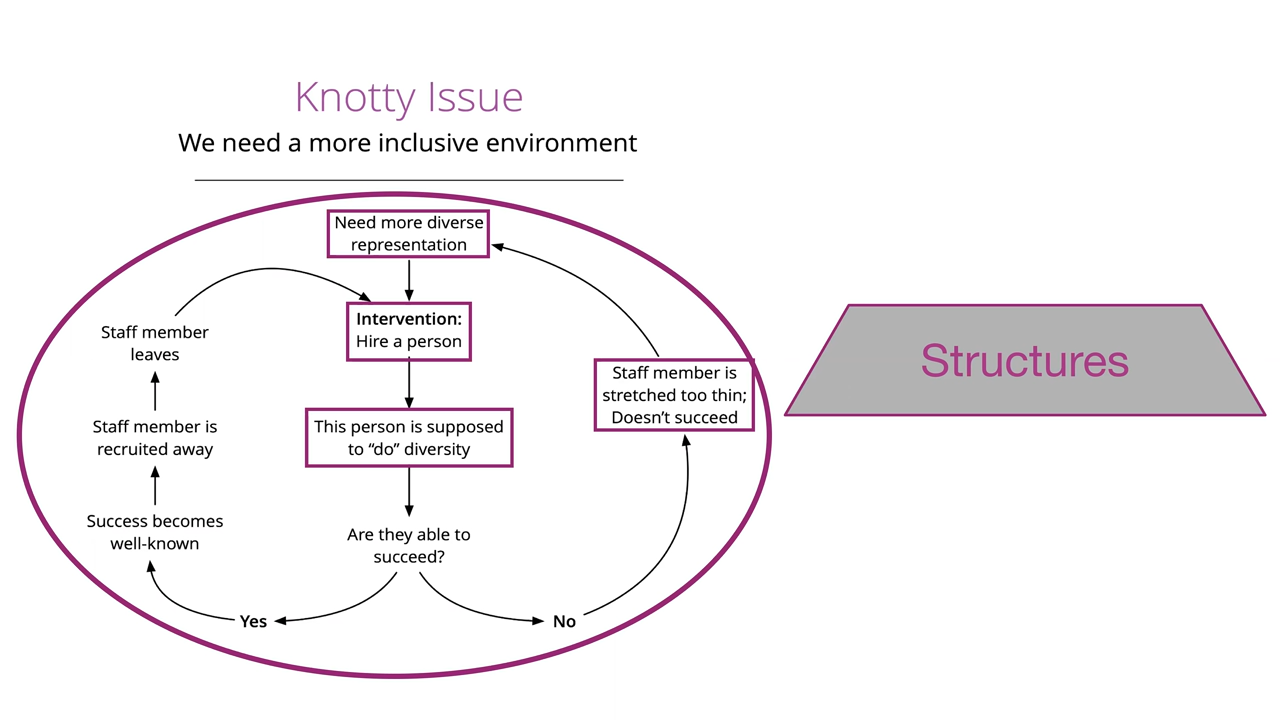 Knotty Issue
We need a more inclusive environment
Need more diverse
representation
Intervention:
Hire a person
This person is supposed
to “do” diversity
Are they able to
succeed?
Yes
No
Success becomes
well-known
Staff member is
recruited away
Staff member
leaves
Staff member is
stretched too thin;
Doesn’t succeed
Structures